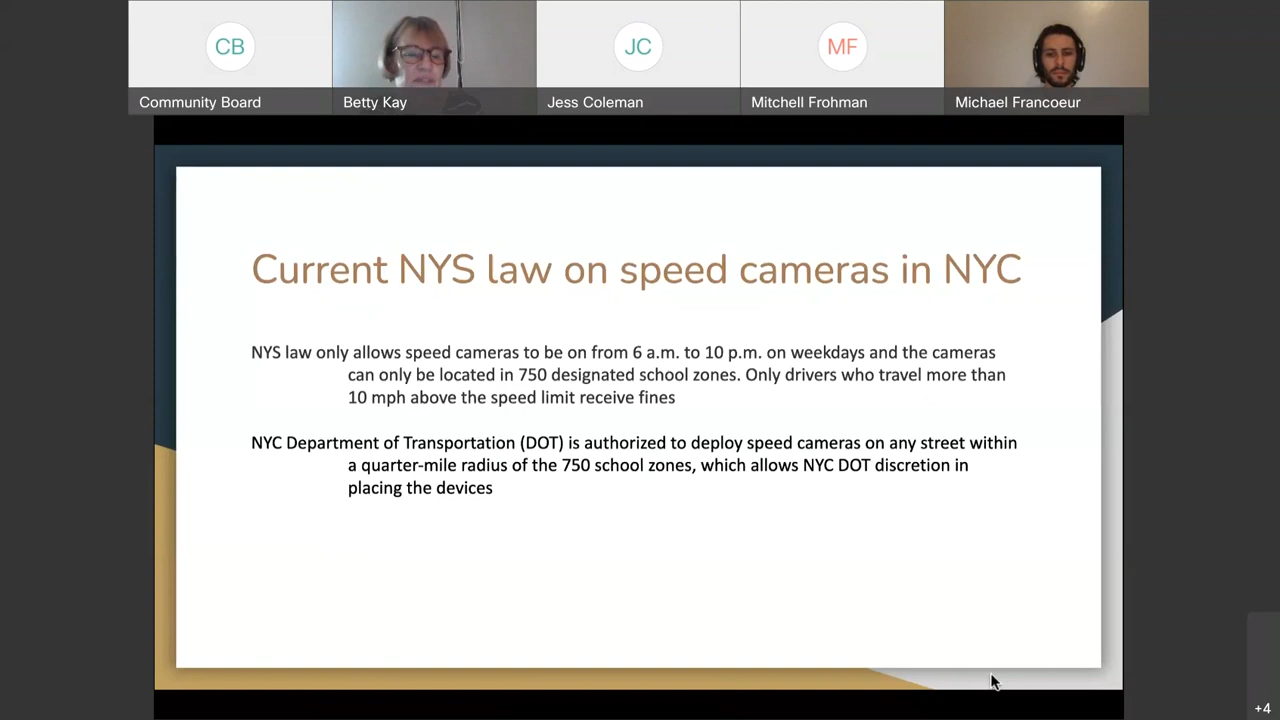 CB
JC
MF
Community Board
Betty Kay
Jess Coleman
Mitchell Frohman
Michael Francoeur
Current NYS law on speed cameras in NYC
NYS law only allows speed cameras to be on from 6 a.m. to 10 p.m. on weekdays and the cameras
can only be located in 750 designated school zones. Only drivers who travel more than
10 mph above the speed limit receive fines
NYC Department of Transportation (DOT) is authorized to deploy speed cameras on any street within
a quarter-mile radius of the 750 school zones, which allows NYC DOT discretion in
placing the devices
+4